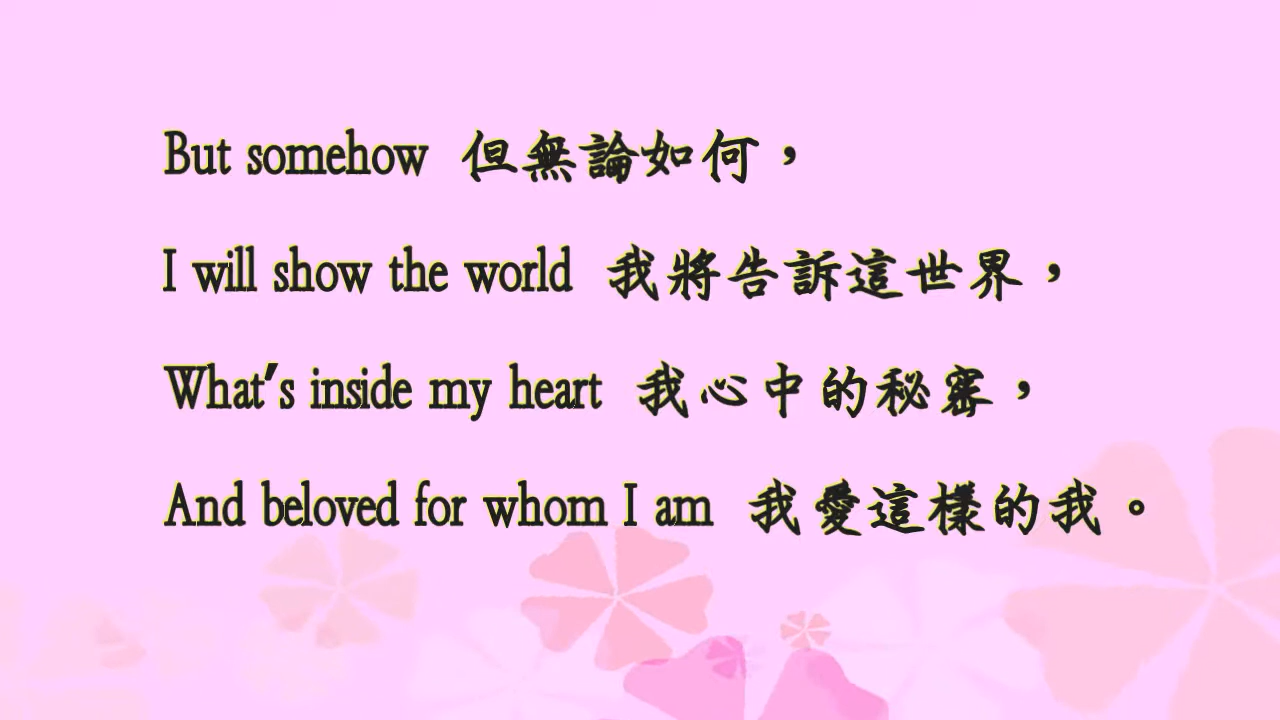 But somehow 但無論如何，
I will show the world 我將告訴這世界，
What's inside my heart 我心中的秘密，
And beloved for whom I am 我愛這樣的我。